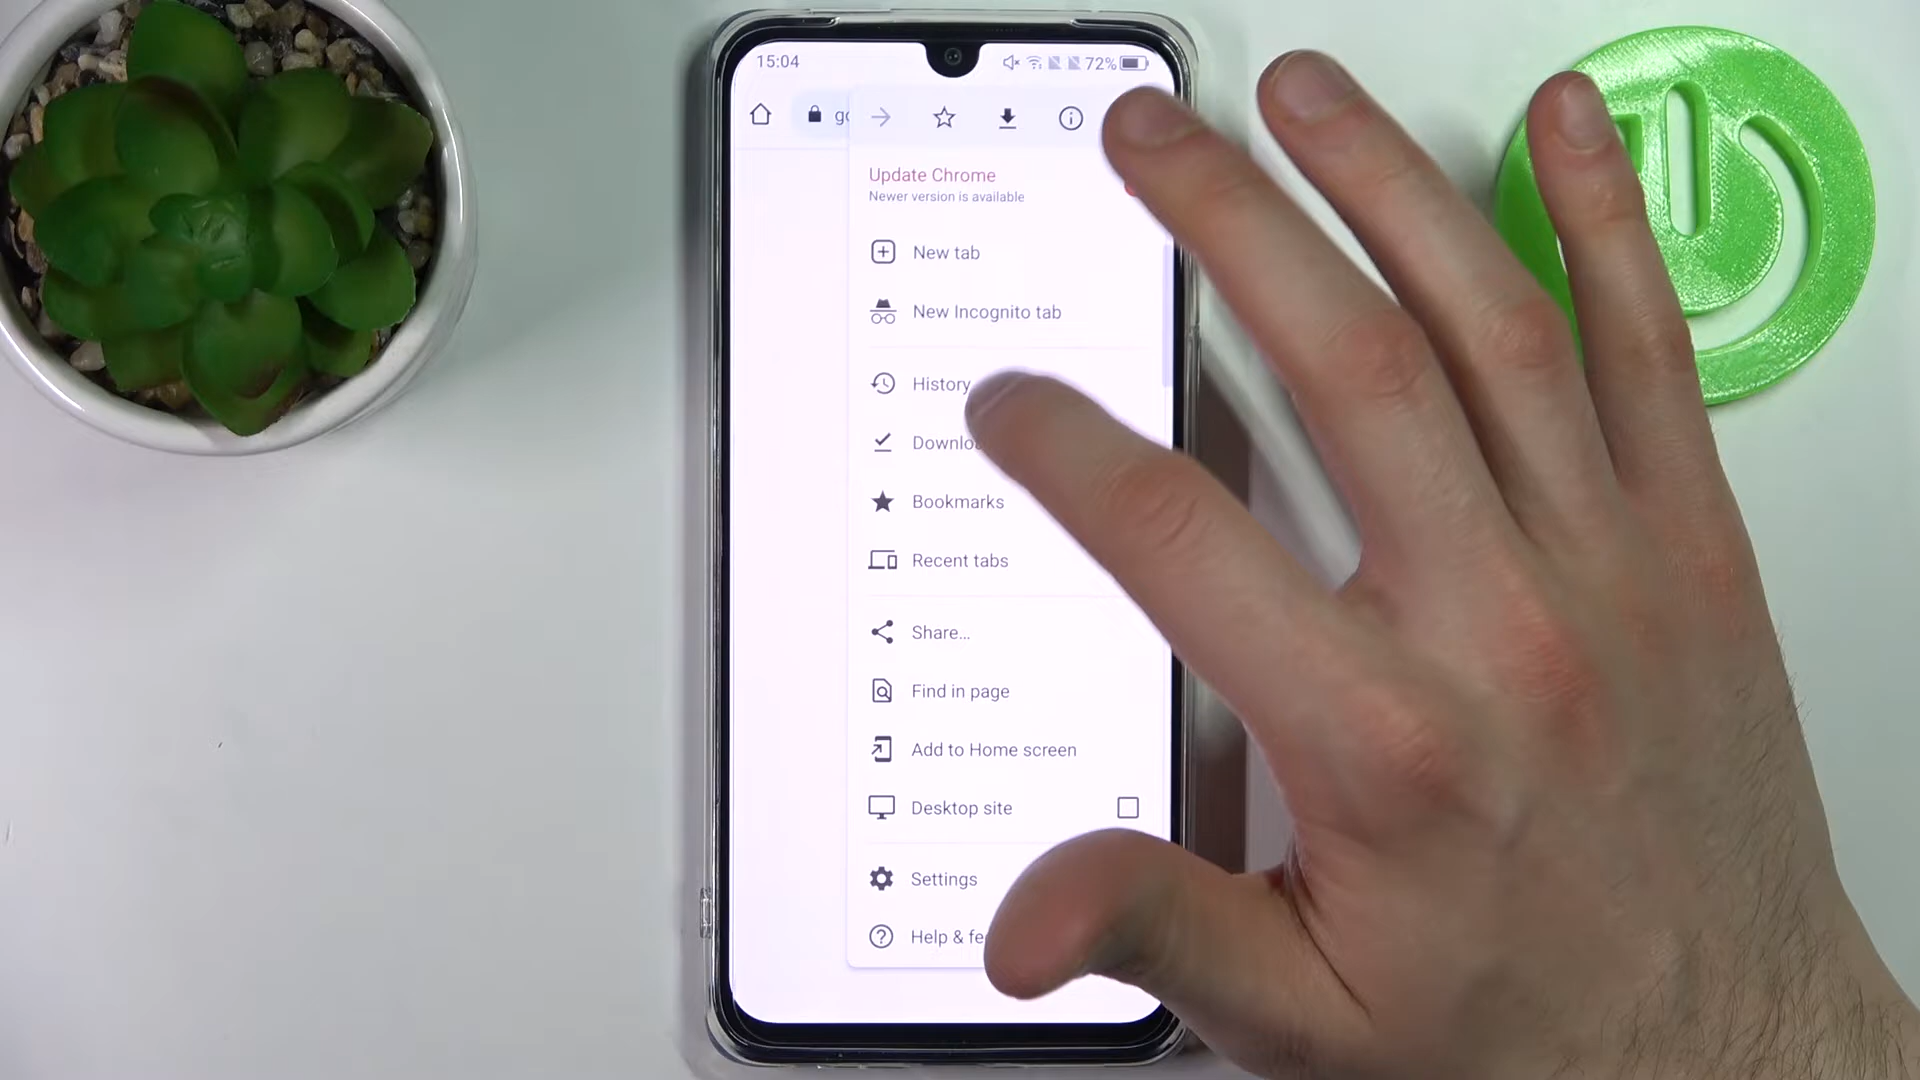 15:04 72%
Update Chrome
Newer version is available
New tab
New Incognito tab
History
Bookmarks
Recent tabs
Share...
Find in page
Add to Home screen
Desktop site
Settings
Help &